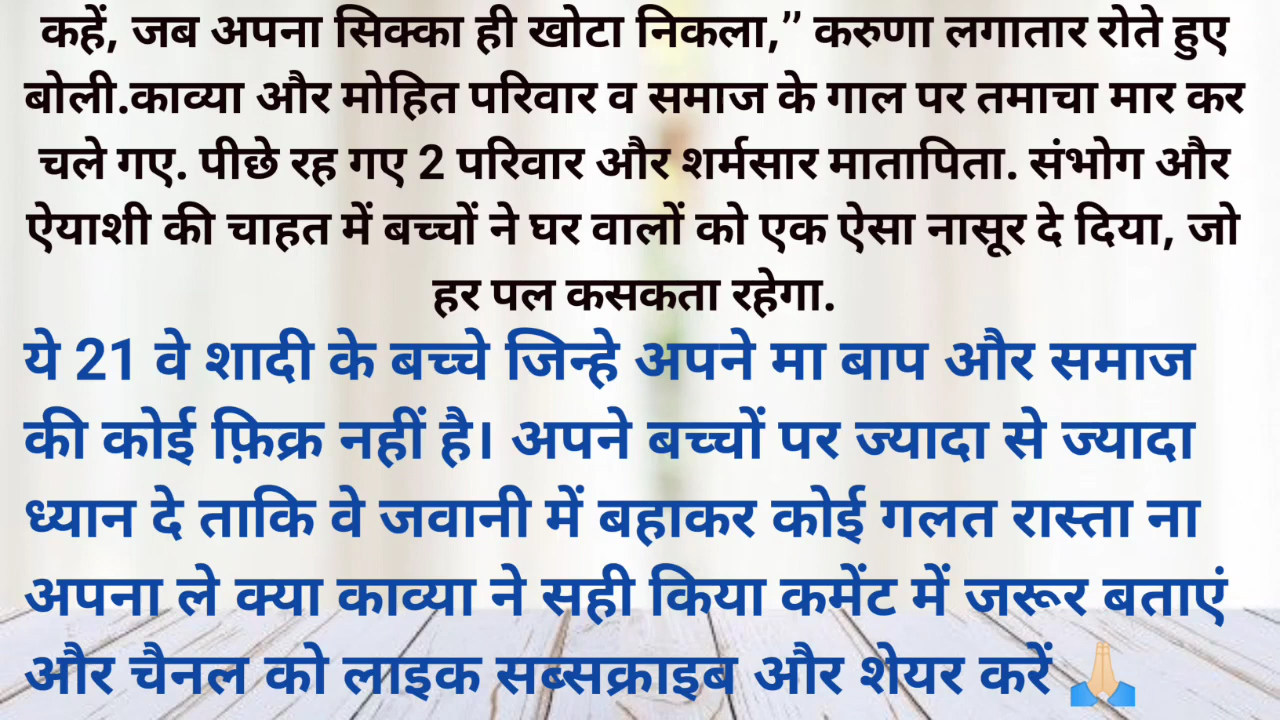 कहें, जब अपना सिक्का ही खोटा निकला,’’ करुणा लगातार रोते हुए
बोली.काव्या और मोहित परिवार व समाज के गाल पर तमाचा मार कर
चले गए. पीछे रह गए 2 परिवार और शर्मसार मातापिता. संभोग और
ऐयाशी की चाहत में बच्चों ने घर वालों को एक ऐसा नासूर दे दिया, जो
हर पल कसकता रहेगा.
ये 21 वे शादी के बच्चे जिन्हे अपने मा बाप और समाज
की कोई फ़िक्र नहीं है। अपने बच्चों पर ज्यादा से ज्यादा
ध्यान दे ताकि वे जवानी में बहाकर कोई गलत रास्ता ना
अपना ले क्या काव्या ने सही किया कमेंट में जरूर बताएं
और चैनल को लाइक सब्सक्राइब और शेयर करें 🙏🏼